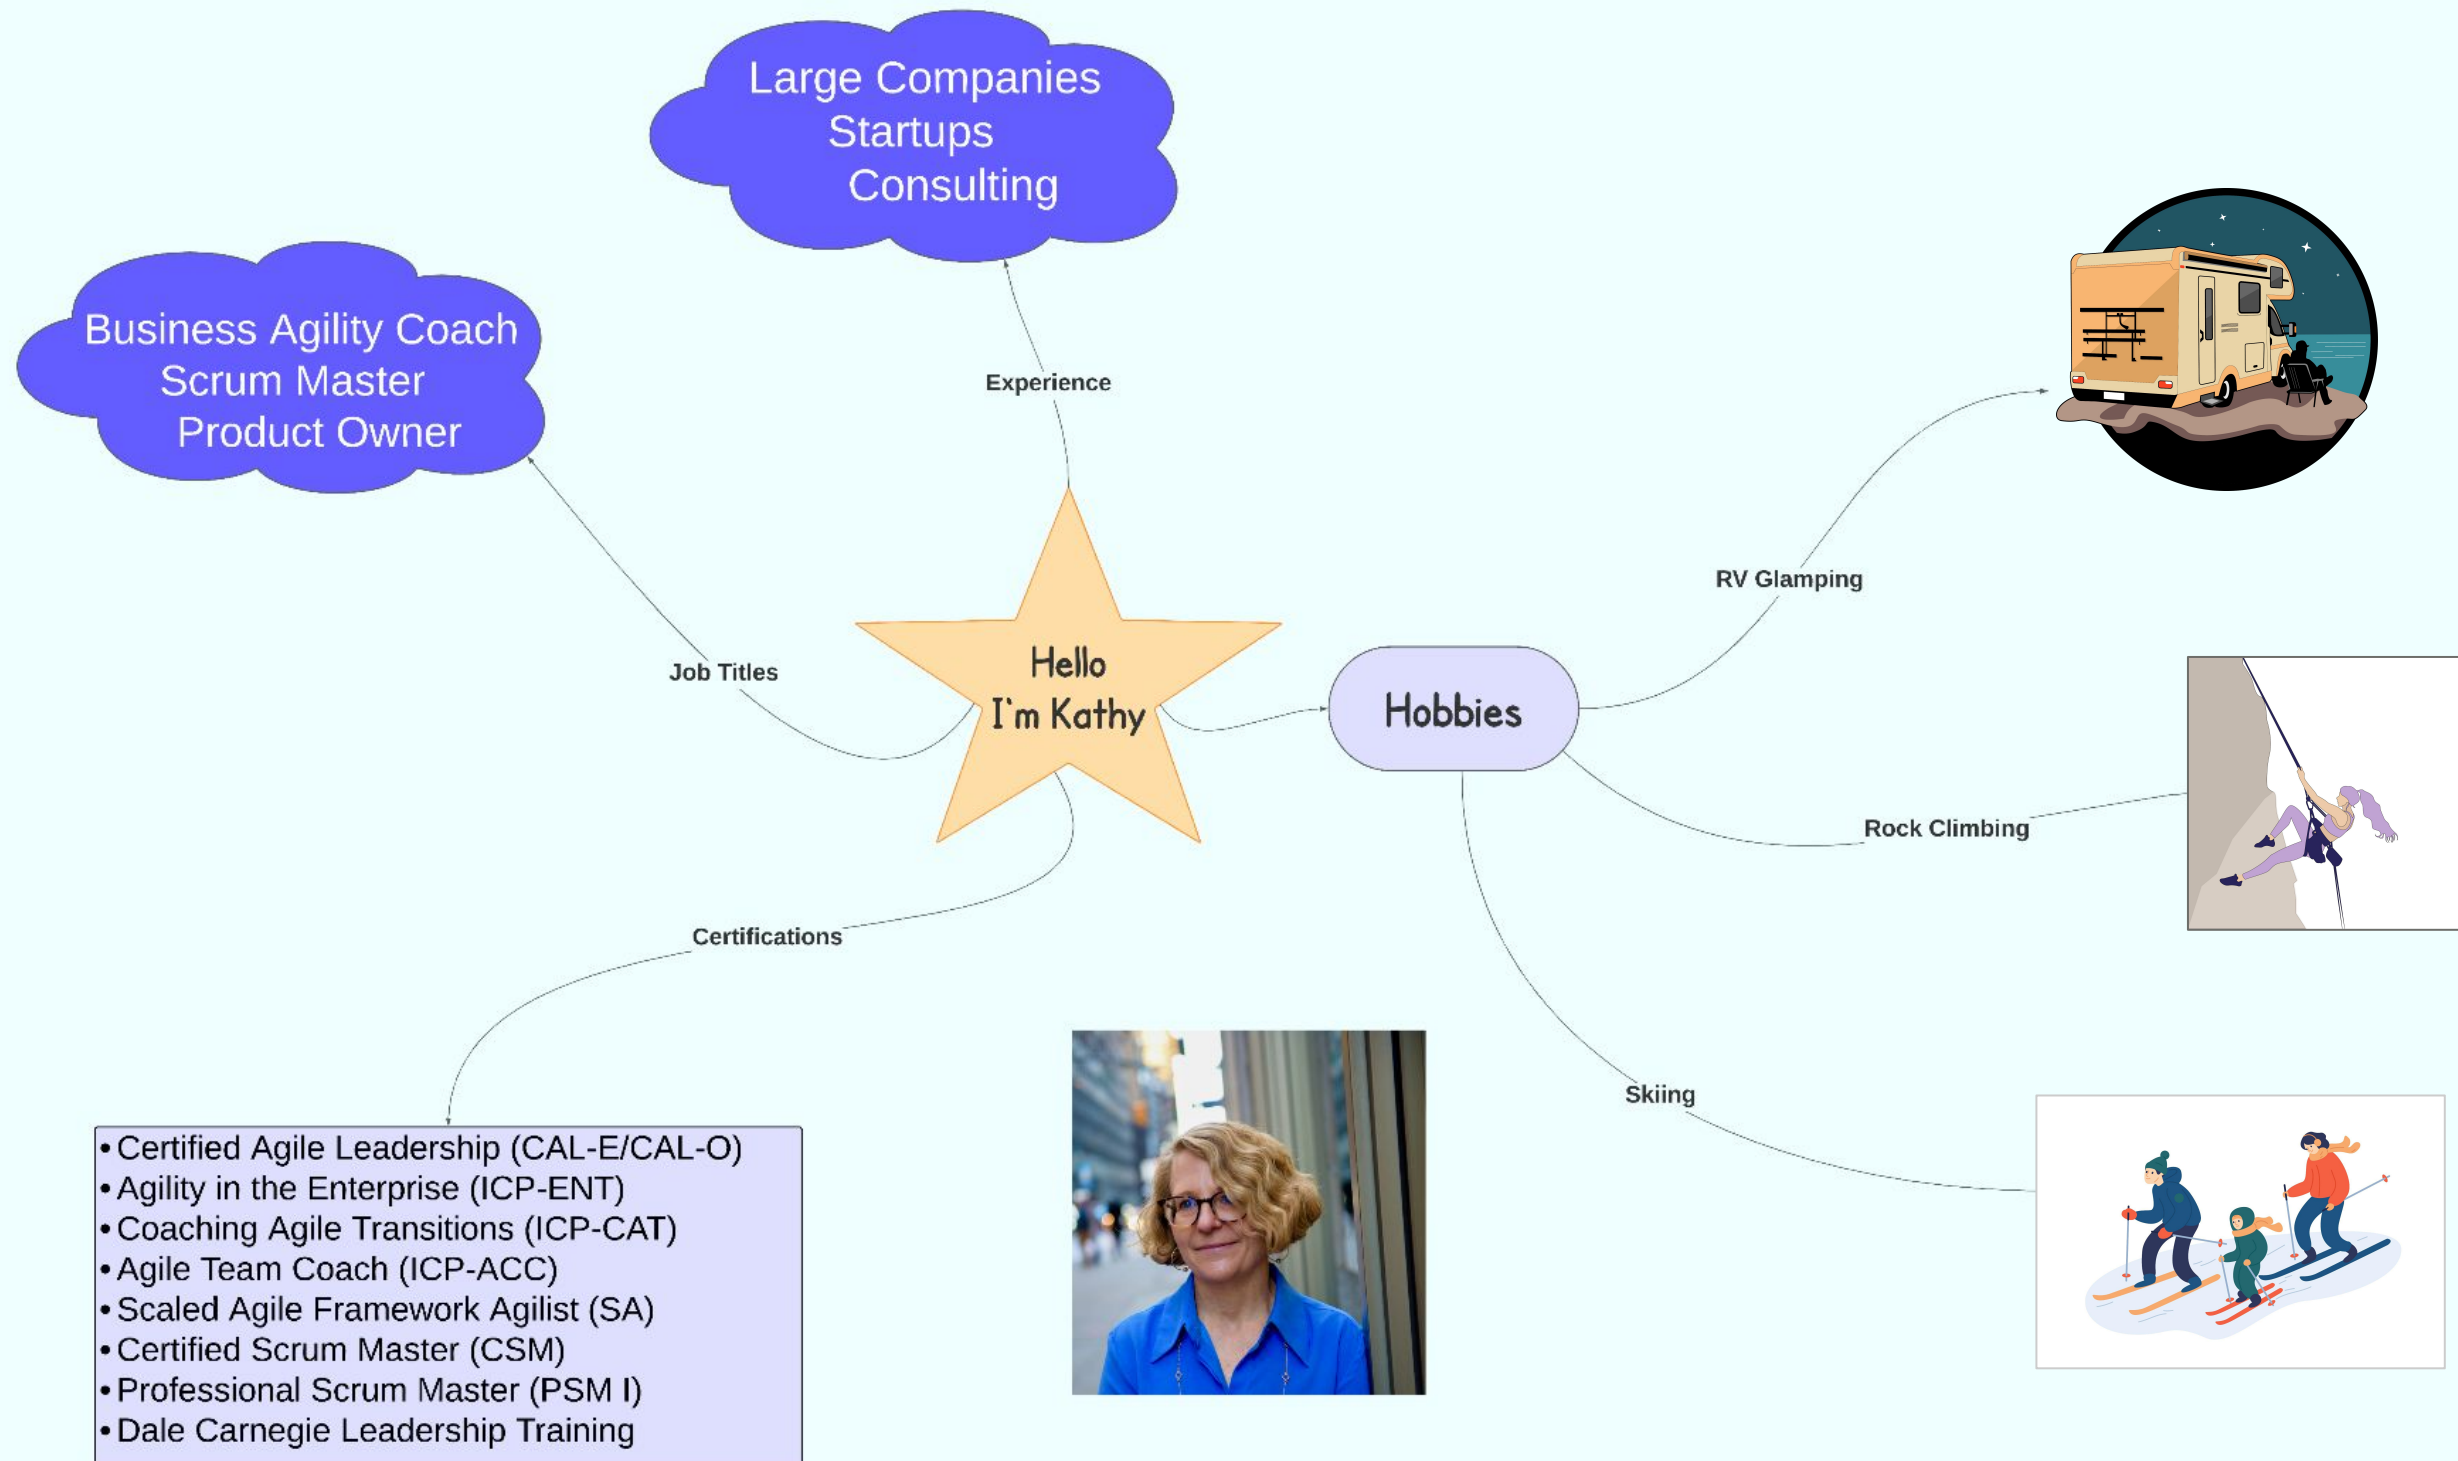 Large Companies
Startups
Consulting
Business Agility Coach
Scrum Master
Product Owner
Experience
Job Titles
Hello
I'm Kathy
Hobbies
RV Glamping
Rock Climbing
Skiing
Certifications
• Certified Agile Leadership (CAL-E/CAL-O)
• Agility in the Enterprise (ICP-ENT)
• Coaching Agile Transitions (ICP-CAT)
• Agile Team Coach (ICP-ACC)
• Scaled Agile Framework Agilist (SA)
• Certified Scrum Master (CSM)
• Professional Scrum Master (PSM I)
• Dale Carnegie Leadership Training